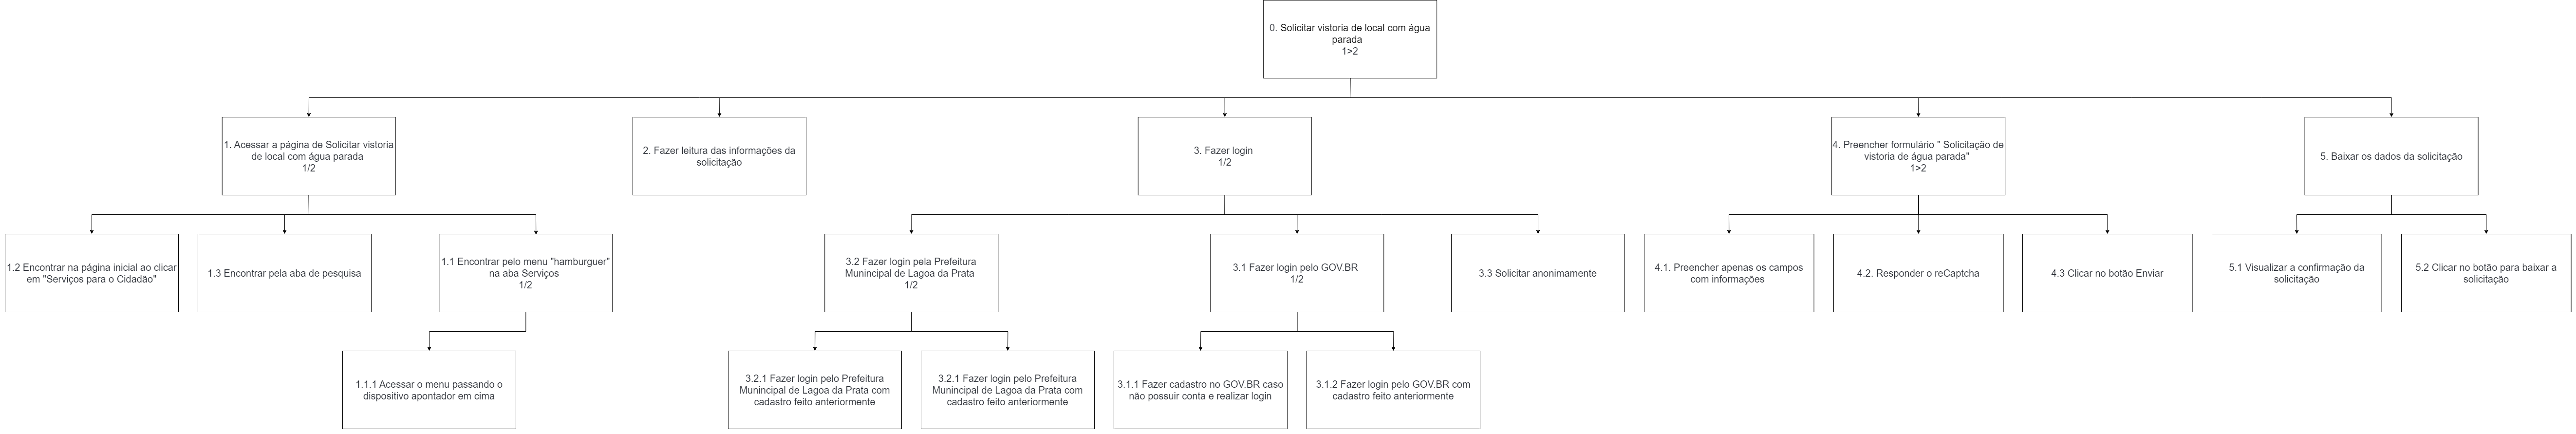 0. Solicitar vistoria de local com água
parada
1>2
1. Acessar a página de Solicitar vistoria
de local com água parada
1/2
2. Fazer leitura das informações da
solicitação
3. Fazer login
1/2
4. Preencher formulário " Solicitação de
vistoria de água parada"
1>2
5. Baixar os dados da solicitação
1.2 Encontrar na página inicial ao clicar
em "Serviços para o Cidadão"
1.3 Encontrar pela aba de pesquisa
1.1 Encontrar pelo menu "hamburguer"
na aba Serviços
1/2
3.2 Fazer login pela Prefeitura
Munincipal de Lagoa da Prata
1/2
3.1 Fazer login pelo GOV.BR
1/2
3.3 Solicitar anonimamente
4.1. Preencher apenas os campos
com informações
4.2. Responder o reCaptcha
4.3 Clicar no botão Enviar
5.1 Visualizar a confirmação da
solicitação
5.2 Clicar no botão para baixar a
solicitação
1.1.1 Acessar o menu passando o
dispositivo apontador em cima
3.2.1 Fazer login pelo Prefeitura
Munincipal de Lagoa da Prata com
cadastro feito anteriormente
3.2.1 Fazer login pelo Prefeitura
Munincipal de Lagoa da Prata com
cadastro feito anteriormente
3.1.1 Fazer cadastro no GOV.BR caso
não possuir conta e realizar login
3.1.2 Fazer login pelo GOV.BR com
cadastro feito anteriormente